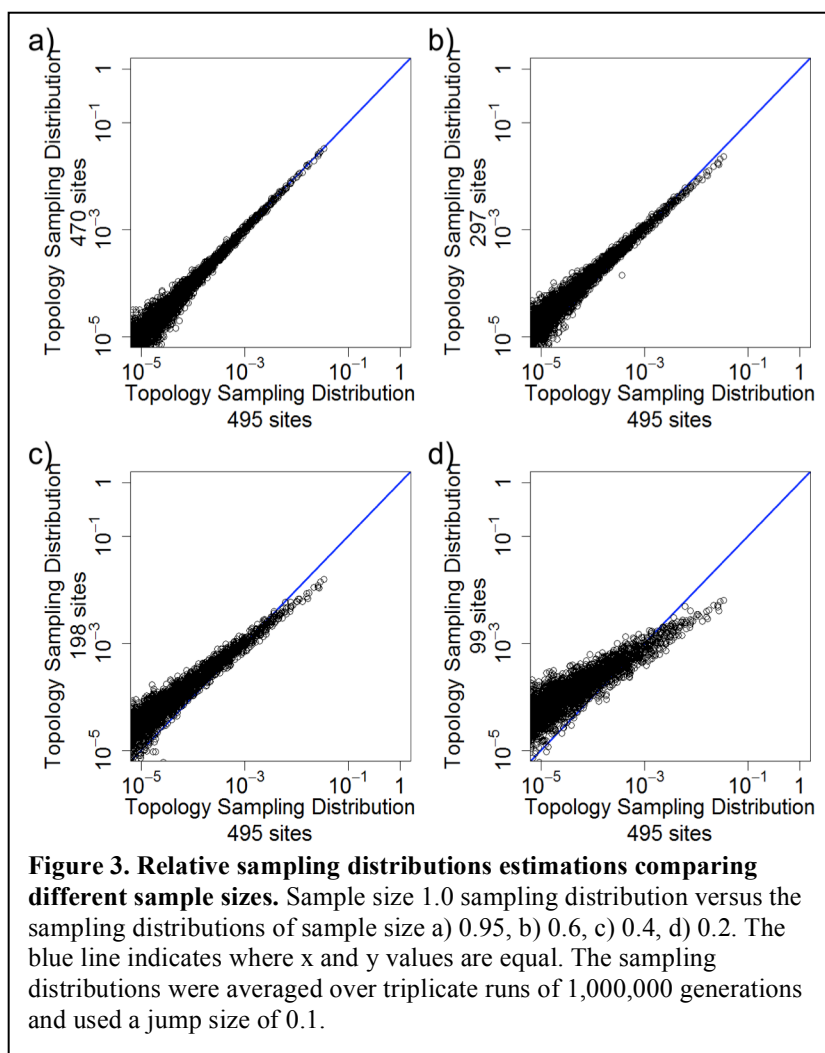 a)
Topology Sampling Distribution
470 sites
10⁻⁵ 10⁻³ 10⁻¹ 1
10⁻⁵ 10⁻³ 10⁻¹ 1
Topology Sampling Distribution
495 sites
b)
Topology Sampling Distribution
297 sites
10⁻⁵ 10⁻³ 10⁻¹ 1
10⁻⁵ 10⁻³ 10⁻¹ 1
Topology Sampling Distribution
495 sites
c)
Topology Sampling Distribution
198 sites
10⁻⁵ 10⁻³ 10⁻¹ 1
10⁻⁵ 10⁻³ 10⁻¹ 1
Topology Sampling Distribution
495 sites
d)
Topology Sampling Distribution
99 sites
10⁻⁵ 10⁻³ 10⁻¹ 1
10⁻⁵ 10⁻³ 10⁻¹ 1
Topology Sampling Distribution
495 sites
Figure 3. Relative sampling distributions estimations comparing
different sample sizes. Sample size 1.0 sampling distribution versus the
sampling distributions of sample size a) 0.95, b) 0.6, c) 0.4, d) 0.2. The
blue line indicates where x and y values are equal. The sampling
distributions were averaged over triplicate runs of 1,000,000 generations
and used a jump size of 0.1.